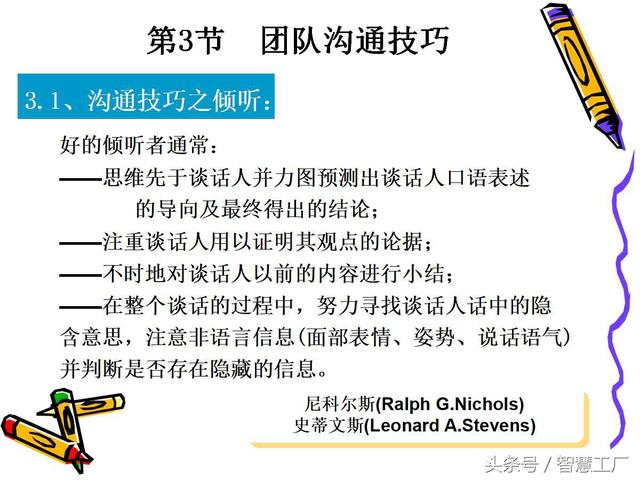 第3节 团队沟通技巧
3.1、沟通技巧之倾听：
好的倾听者通常：
——思维先于谈话人并力图预测出谈话人口语表述
的导向及最终得出的结论；
——注重谈话人用以证明其观点的论据；
——不时地对谈话人以前的内容进行小结；
——在整个谈话的过程中，努力寻找谈话人话中的隐
含意思，注意非语言信息(面部表情、姿势、说话语气)
并判断是否存在隐藏的信息。
尼科尔斯(Ralph G.Nichols)
史蒂文斯(Leonard A.Stevens)
头条号 / 智慧工厂